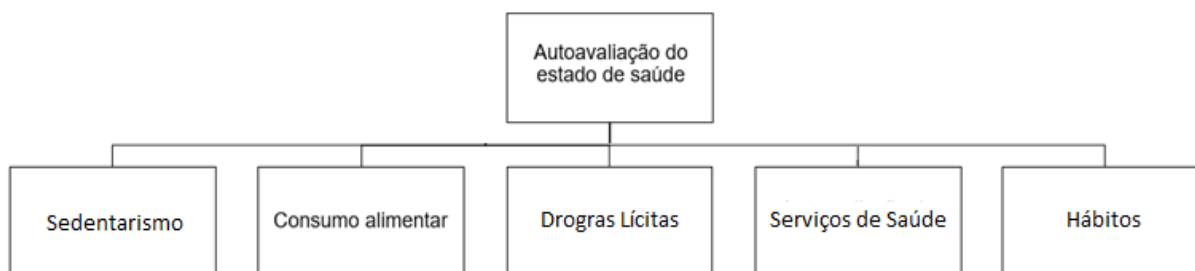 Autoavaliação do
estado de saúde
Sedentarismo
Consumo alimentar
Drogras Lícitas
Serviços de Saúde
Hábitos